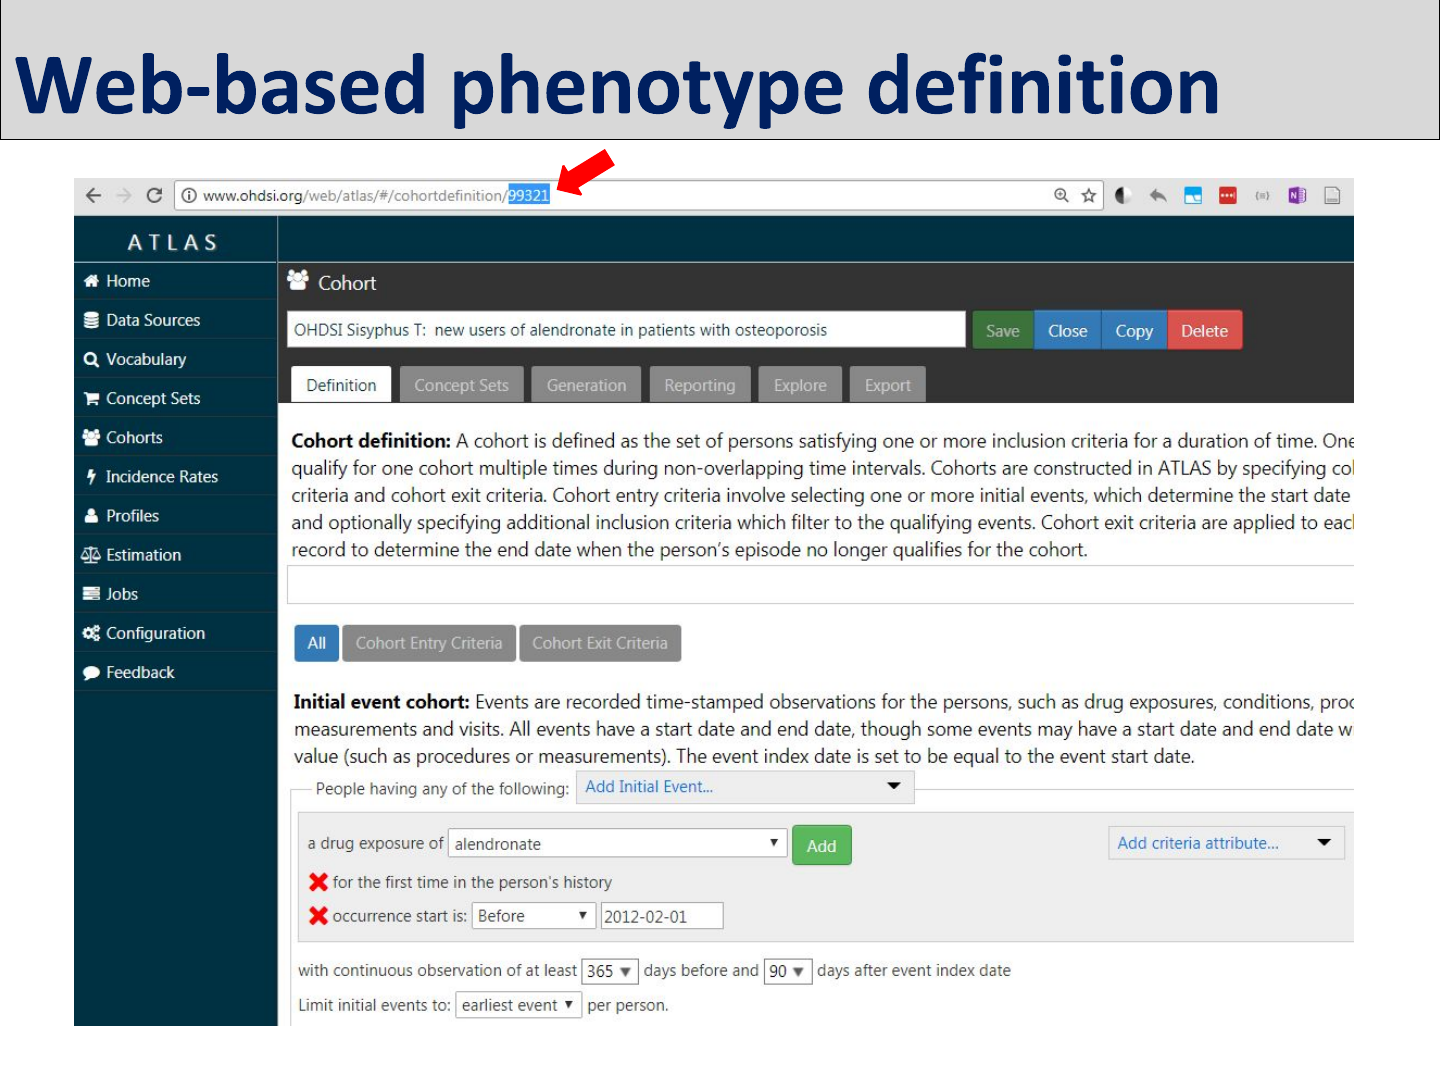 Web-based phenotype definition
www.ohdsi.org/web/atlas/#/cohortdefinition/99321
ATLAS
Home
Data Sources
Vocabulary
Concept Sets
Cohorts
Incidence Rates
Profiles
Estimation
Jobs
Configuration
Feedback
Cohort
OHDSI Sisyphus T: new users of alendronate in patients with osteoporosis
Save Close Copy Delete
Definition Concept Sets Generation Reporting Explore Export
Cohort definition: A cohort is defined as the set of persons satisfying one or more inclusion criteria for a duration of time. One
qualify for one cohort multiple times during non-overlapping time intervals. Cohorts are constructed in ATLAS by specifying co
criteria and cohort exit criteria. Cohort entry criteria involve selecting one or more initial events, which determine the start date
and optionally specifying additional inclusion criteria which filter to the qualifying events. Cohort exit criteria are applied to eac
record to determine the end date when the person's episode no longer qualifies for the cohort.
All Cohort Entry Criteria Cohort Exit Criteria
Initial event cohort: Events are recorded time-stamped observations for the persons, such as drug exposures, conditions, proc
measurements and visits. All events have a start date and end date, though some events may have a start date and end date w
value (such as procedures or measurements). The event index date is set to be equal to the event start date.
People having any of the following: Add Initial Event...
a drug exposure of alendronate Add Add criteria attribute...
for the first time in the person's history
occurrence start is: Before 2012-02-01
with continuous observation of at least 365 days before and 90 days after event index date
Limit initial events to: earliest event per person.